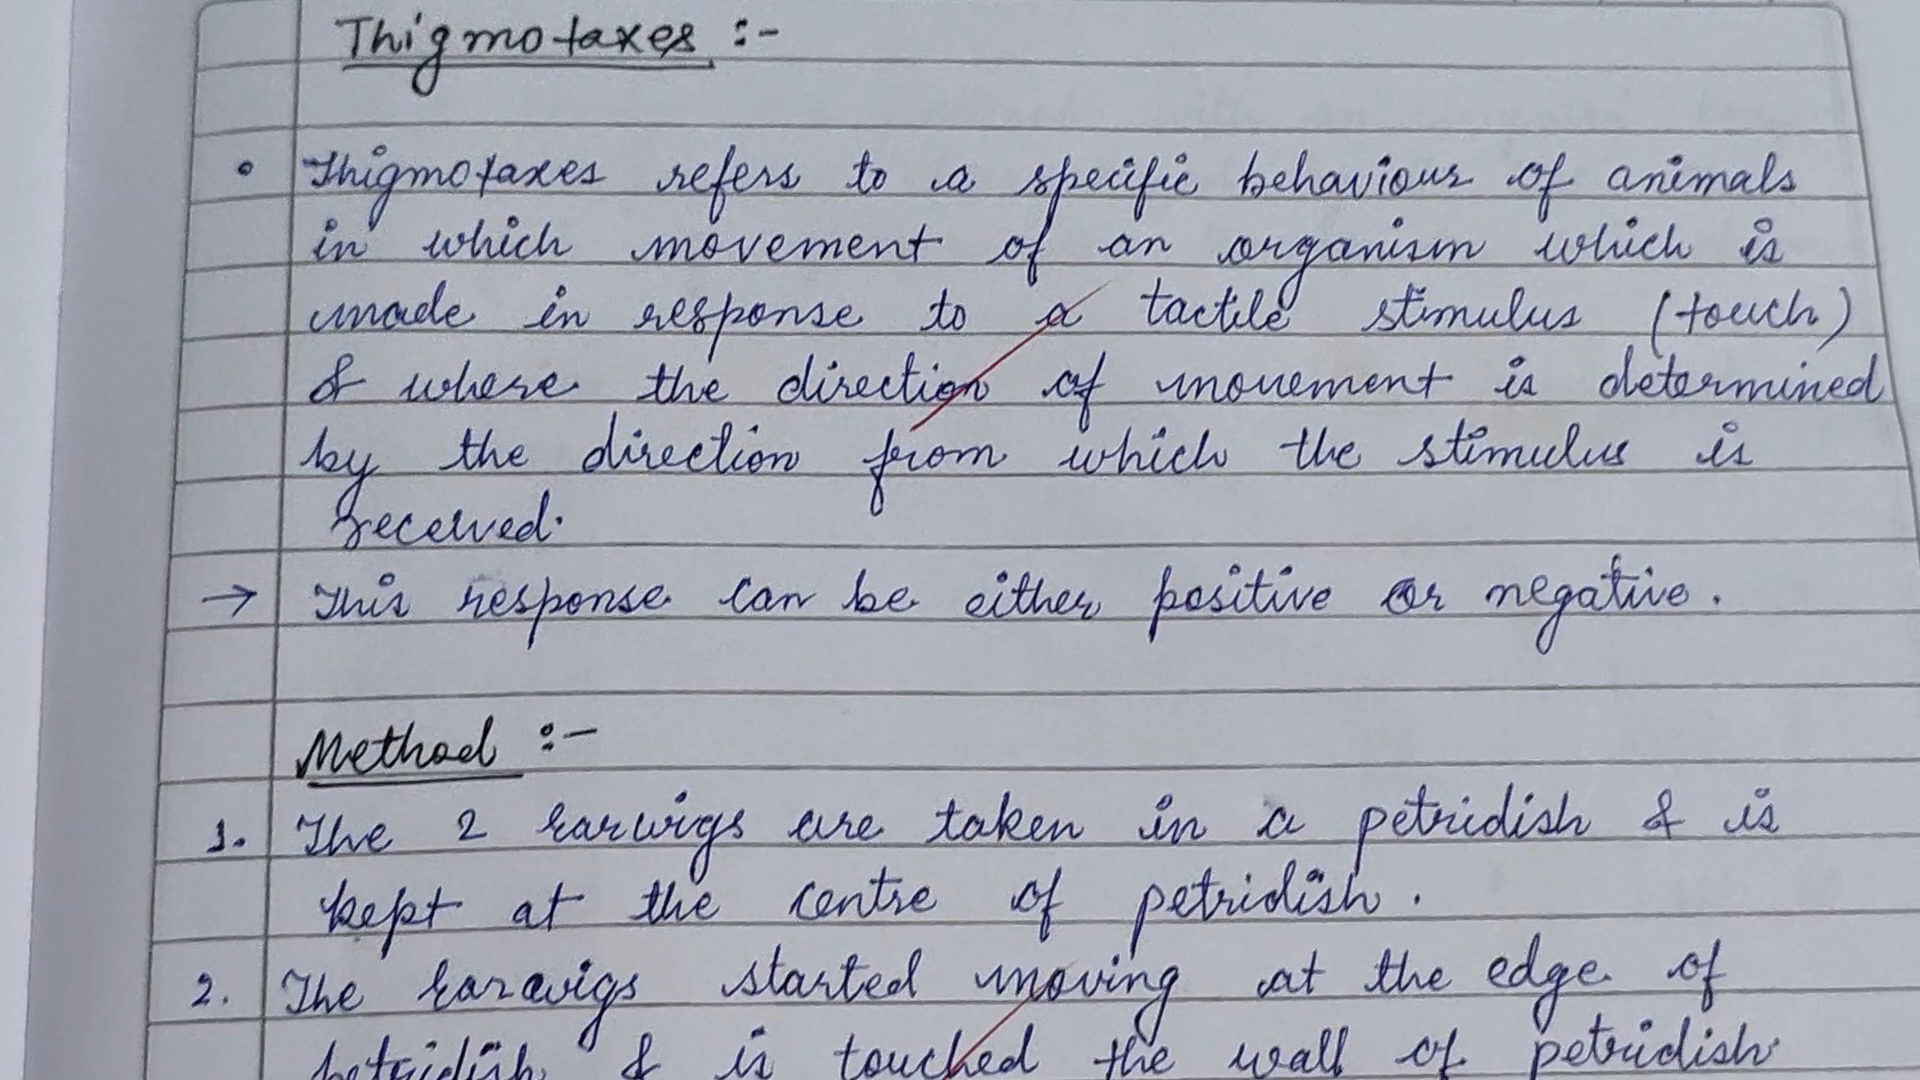 Thigmotaxes :-
• Thigmotaxes refers to a specific behaviour of animals
in which movement of an organism which is
made in response to a tactile stimulus (touch)
& where the direction of movement is determined
by the direction from which the stimulus is
received.
→ This response can be either positive or negative.
Method :-
1. The 2 earwigs are taken in a petridish & is
kept at the centre of petridish.
2. The earwigs started moving at the edge of
petridish & is touched the wall of petridish